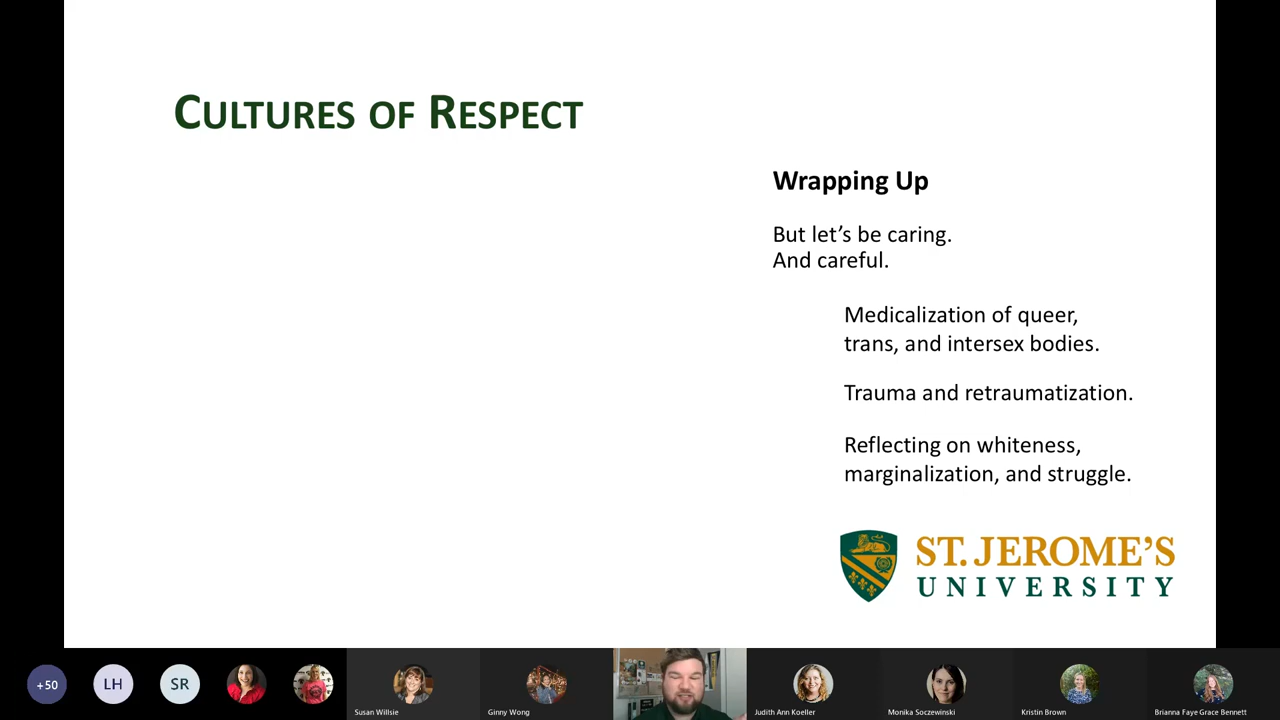 CULTURES OF RESPECT
Wrapping Up
But let's be caring.
And careful.
Medicalization of queer,
trans, and intersex bodies.
Trauma and retraumatization.
Reflecting on whiteness,
marginalization, and struggle.
ST. JEROME'S
UNIVERSITY
+50
LH
SR
Susan Willsie
Ginny Wong
Judith Ann Koeller
Monika Soczewinski
Kristin Brown
Brianna Faye Grace Bennett